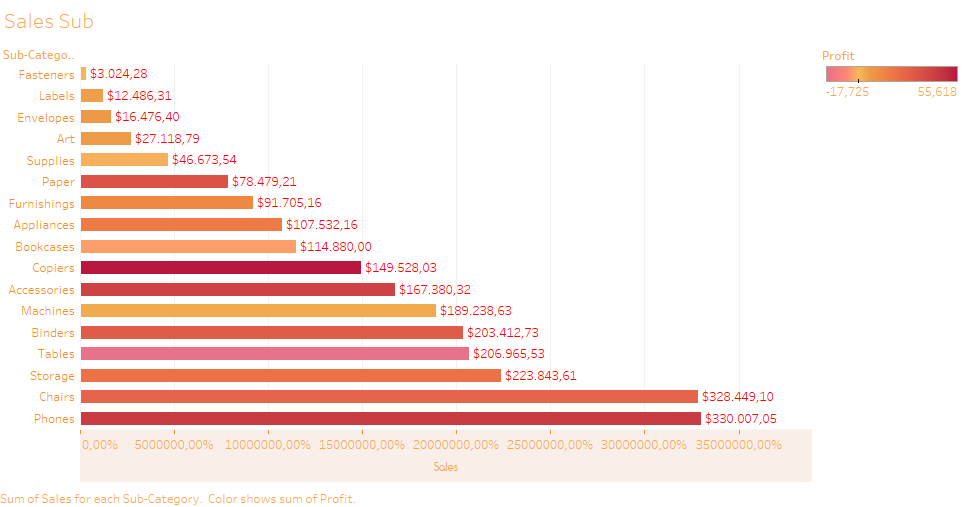 Sales Sub
Sub-Catego..
Profit
Fasteners $3.024,28
-17,725 55,618
Labels $12.486,31
Envelopes $16.476,40
Art $27.118,79
Supplies $46.673,54
Paper $78.479,21
Furnishings $91.705,16
Appliances $107.532,16
Bookcases $114.880,00
Copiers $149.528,03
Accessories $167.380,32
Machines $189.238,63
Binders $203.412,73
Tables $206.965,53
Storage $223.843,61
Chairs $328.449,10
Phones $330.007,05
0,00% 5000000,00% 10000000,00% 15000000,00% 20000000,00% 25000000,00% 30000000,00% 35000000,00%
Sales
Sum of Sales for each Sub-Category. Color shows sum of Profit.